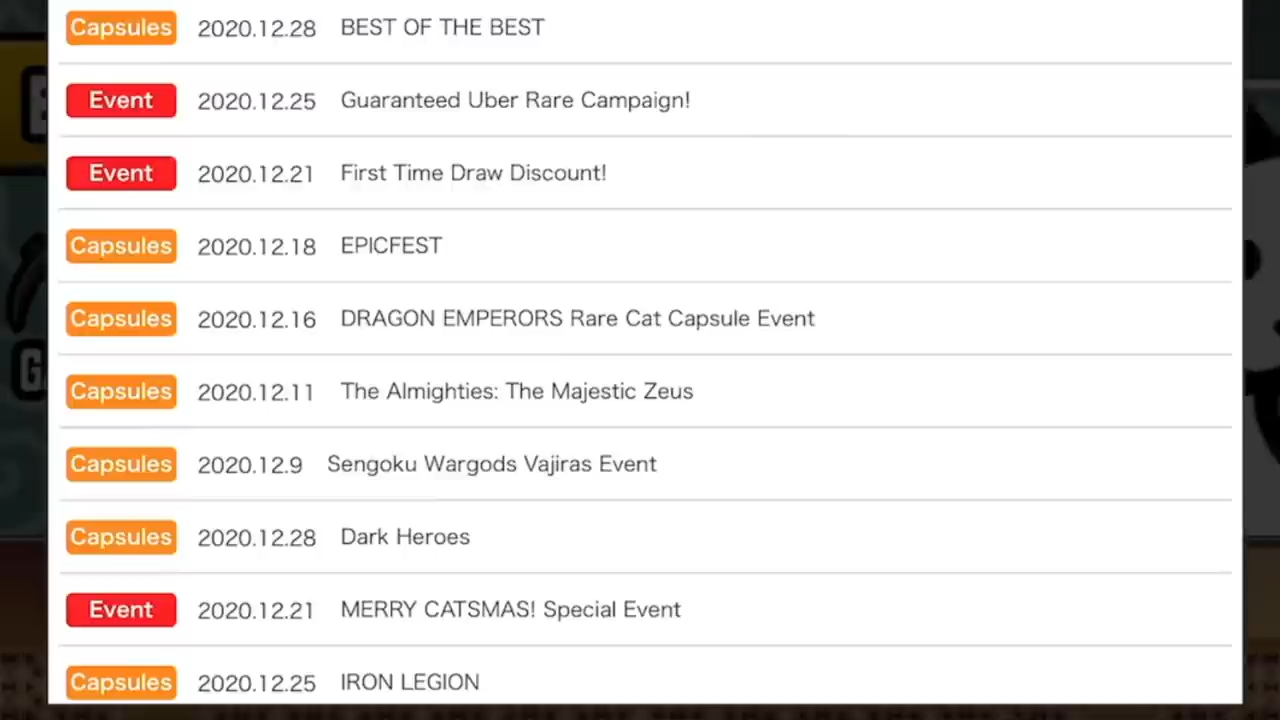 Capsules 2020.12.28 BEST OF THE BEST
Event 2020.12.25 Guaranteed Uber Rare Campaign!
Event 2020.12.21 First Time Draw Discount!
Capsules 2020.12.18 EPICFEST
Capsules 2020.12.16 DRAGON EMPERORS Rare Cat Capsule Event
Capsules 2020.12.11 The Almighties: The Majestic Zeus
Capsules 2020.12.9 Sengoku Wargods Vajiras Event
Capsules 2020.12.28 Dark Heroes
Event 2020.12.21 MERRY CATSMAS! Special Event
Capsules 2020.12.25 IRON LEGION